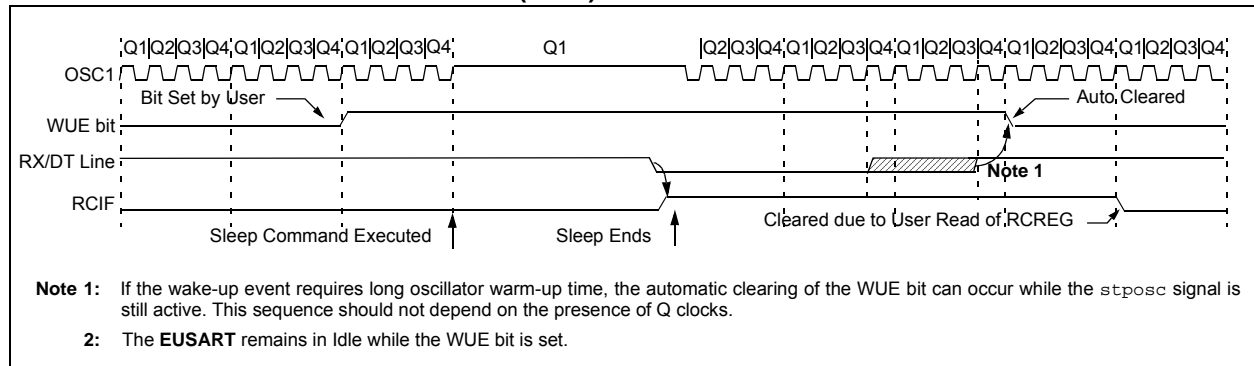 Q1|Q2|Q3|Q4|Q1|Q2|Q3|Q4|Q1|Q2|Q3|Q4 Q1 |Q2|Q3|Q4|Q1|Q2|Q3|Q4|Q1|Q2|Q3|Q4|Q1|Q2|Q3|Q4|Q1|Q2|Q3|Q4
OSC1
Bit Set by User
Auto Cleared
WUE bit
RX/DT Line
Note 1
RCIF
Cleared due to User Read of RCREG
Sleep Command Executed
Sleep Ends
Note 1: If the wake-up event requires long oscillator warm-up time, the automatic clearing of the WUE bit can occur while the stposc signal is
still active. This sequence should not depend on the presence of Q clocks.
2: The EUSART remains in Idle while the WUE bit is set.